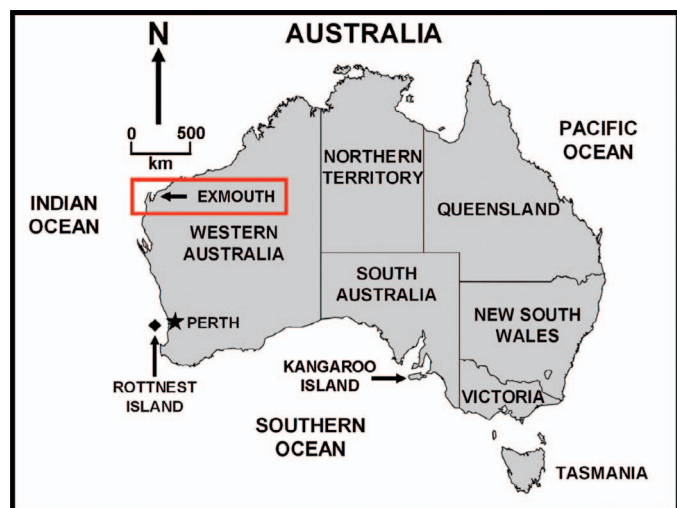 AUSTRALIA
N
0 500
km
PACIFIC
OCEAN
NORTHERN
TERRITORY
INDIAN
OCEAN
EXMOUTH
QUEENSLAND
WESTERN
AUSTRALIA
SOUTH
AUSTRALIA
NEW SOUTH
WALES
PERTH
ROTTNEST
ISLAND
KANGAROO
ISLAND
VICTORIA
SOUTHERN
OCEAN
TASMANIA